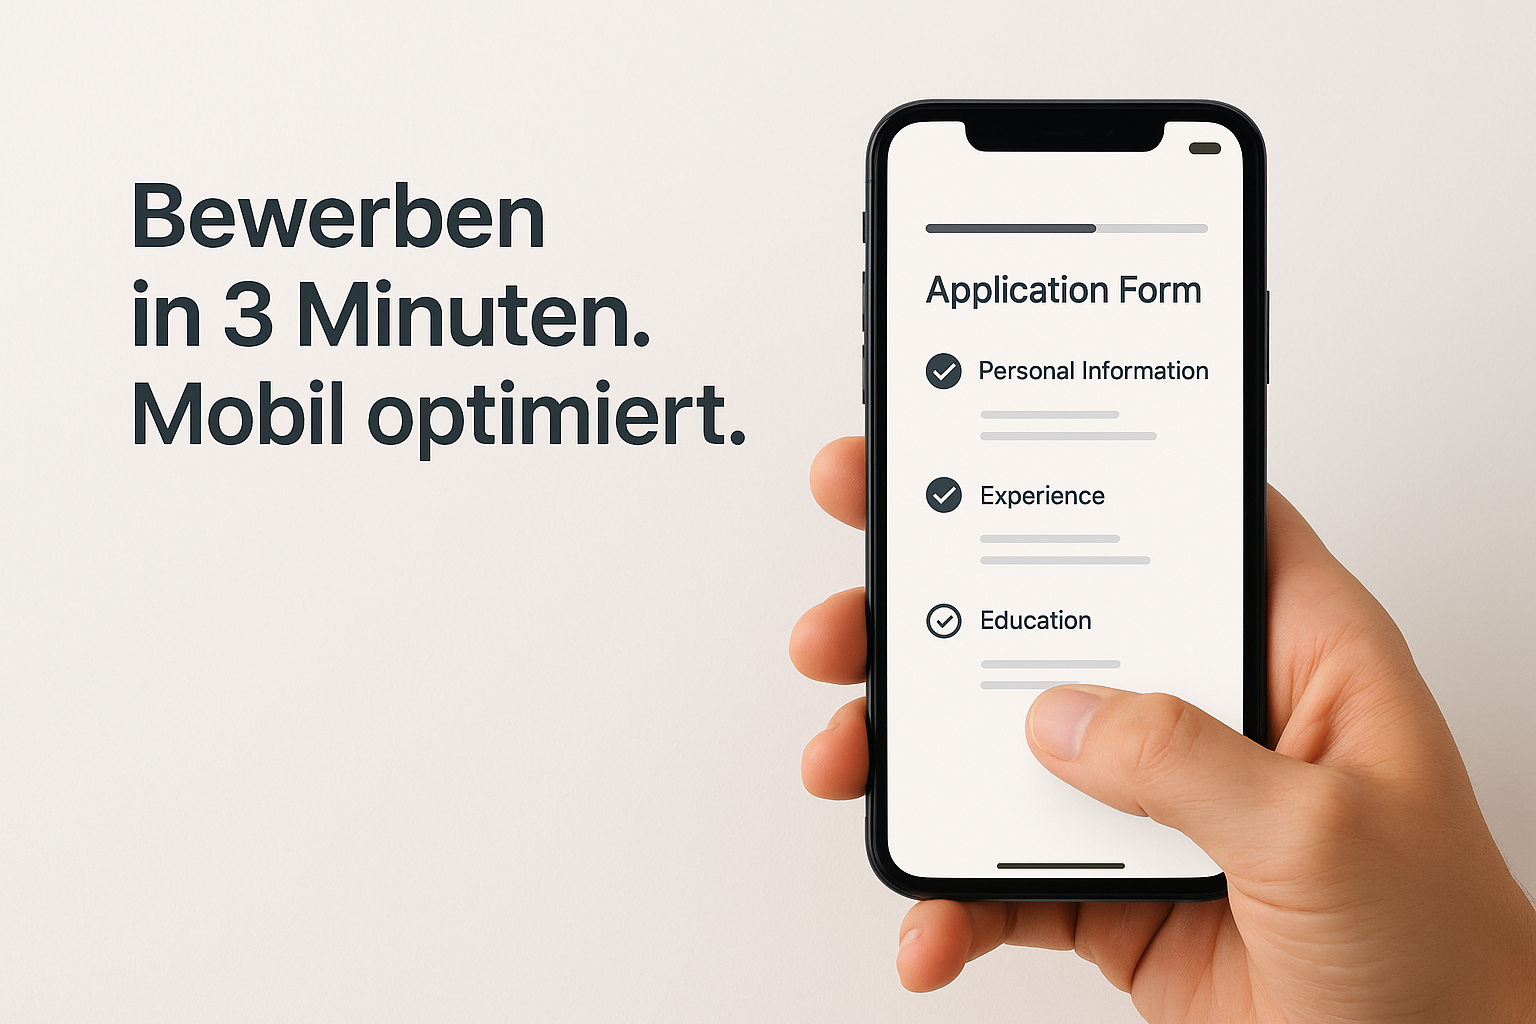 Bewerben
in 3 Minuten.
Mobil optimiert.
Application Form
Personal Information
Experience
Education